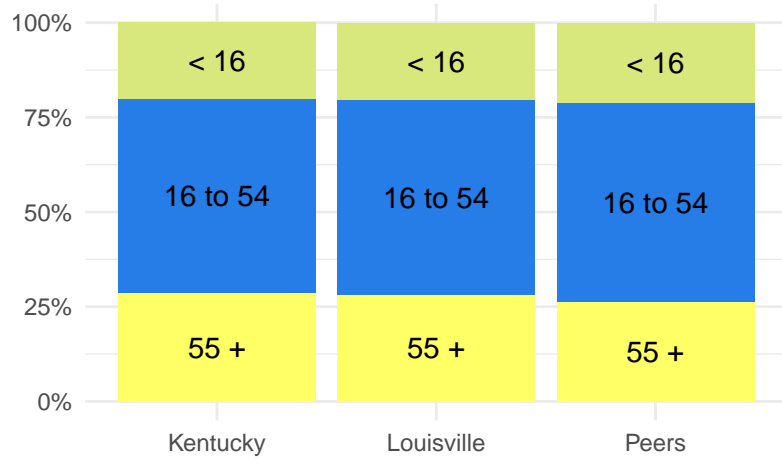 100%
75%
50%
25%
0%
< 16
< 16
< 16
16 to 54
16 to 54
16 to 54
55 +
55 +
55 +
Kentucky
Louisville
Peers